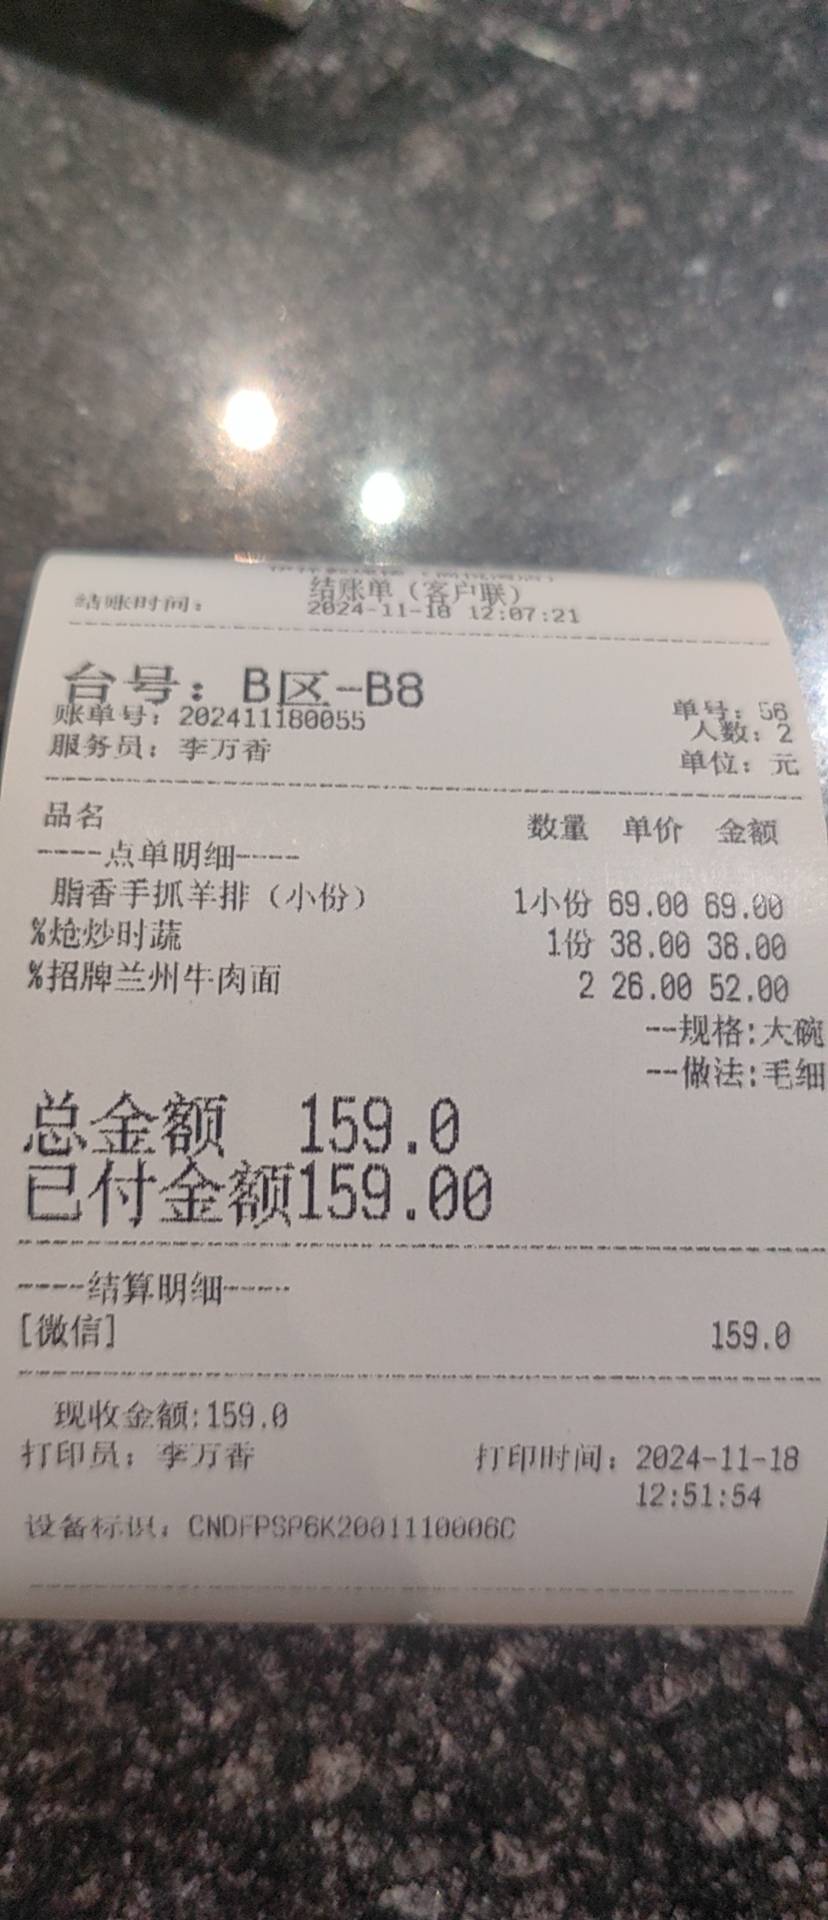 结账单（客户联）
结账时间： 2024-11-18 12:07:21
台号：B区-B8
单号：56
账单号：202411180055
人数：2
服务员：李万香
单位：元
品名 数量 单价 金额
----点单明细----
脂香手抓羊排（小份） 1小份 69.00 69.00
%炝炒时蔬 1份 38.00 38.00
%招牌兰州牛肉面 2 26.00 52.00
--规格:大碗
--做法:毛细
总金额 159.0
已付金额159.00
----结算明细----
[微信] 159.0
现收金额:159.0
打印员：李万香 打印时间：2024-11-18
12:51:54
设备标识：CNDFPSP6K2001110006C